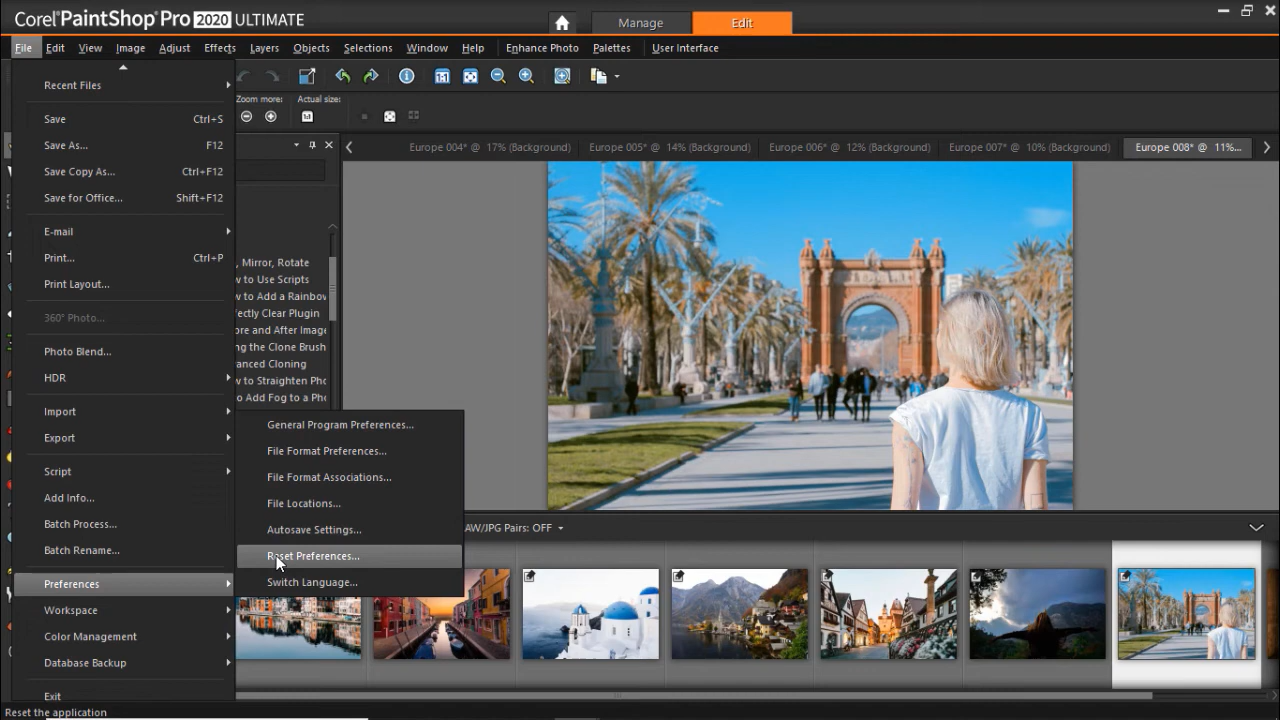 Corel® PaintShop® Pro 2020 ULTIMATE
Manage
Edit
File Edit View Image Adjust Effects Layers Objects Selections Window Help Enhance Photo Palettes User Interface
Zoom more: Actual size:
Recent Files
Save Ctrl+S
Save As... F12
Save Copy As... Ctrl+F12
Save for Office... Shift+F12
E-mail
Print... Ctrl+P
Print Layout...
360° Photo...
Photo Blend...
HDR
Import
Export
Script
Add Info...
Batch Process...
Batch Rename...
Preferences
Workspace
Color Management
Database Backup
Exit
Reset the application
, Mirror, Rotate
w to Use Scripts
w to Add a Rainbow
fectly Clear Plugin
ore and After Image
ng the Clone Brush
anced Cloning
w to Straighten Pho
to Add Fog to a Pho
General Program Preferences...
File Format Preferences...
File Format Associations...
File Locations...
Autosave Settings...
Reset Preferences...
Switch Language...
Europe 004* @ 17% (Background)
Europe 005* @ 14% (Background)
Europe 006* @ 12% (Background)
Europe 007* @ 10% (Background)
Europe 008* @ 11%...
AW/JPG Pairs: OFF